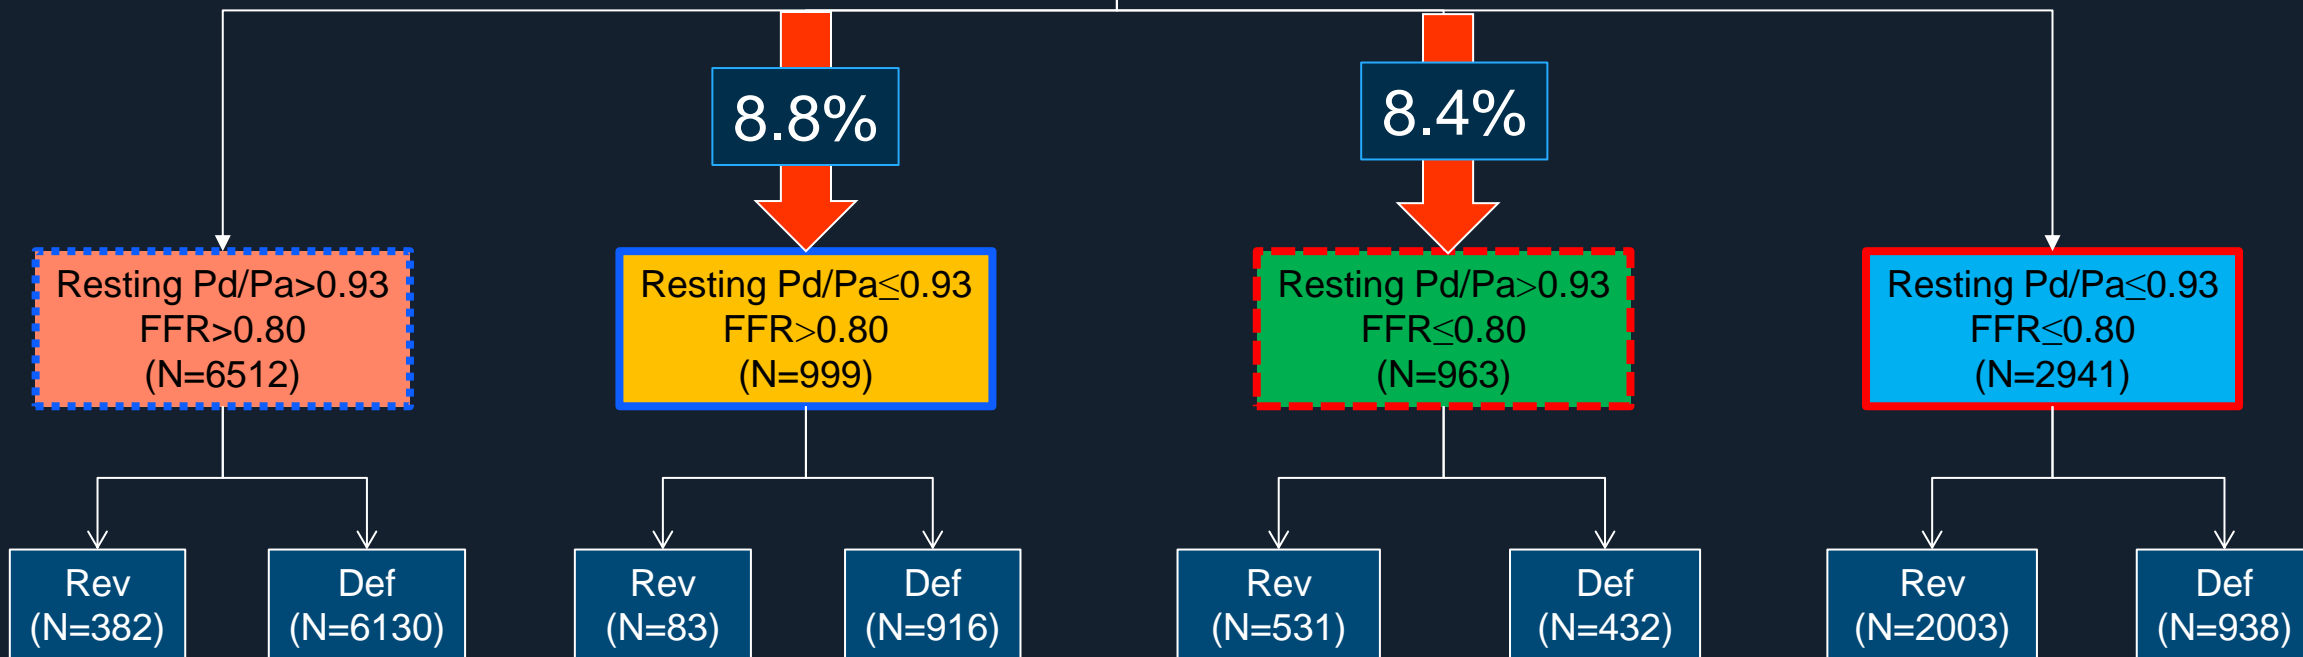 8.8%
8.4%
Resting Pd/Pa>0.93
FFR>0.80
(N=6512)
Resting Pd/Pa≤0.93
FFR>0.80
(N=999)
Resting Pd/Pa>0.93
FFR≤0.80
(N=963)
Resting Pd/Pa≤0.93
FFR≤0.80
(N=2941)
Rev
(N=382)
Def
(N=6130)
Rev
(N=83)
Def
(N=916)
Rev
(N=531)
Def
(N=432)
Rev
(N=2003)
Def
(N=938)